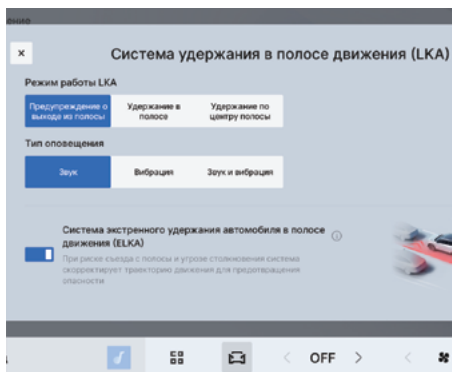 Система удержания в полосе движения (LKA)
Режим работы LKA
Предупреждение о
выходе из полосы
Удержание в
полосе
Удержание по
центру полосы
Тип оповещения
Звук
Вибрация
Звук и вибрация
Система экстренного удержания автомобиля в полосе
движения (ELKA)
При риске съезда с полосы и угрозе столкновения система
скорректирует траекторию движения для предотвращения
опасности
OFF